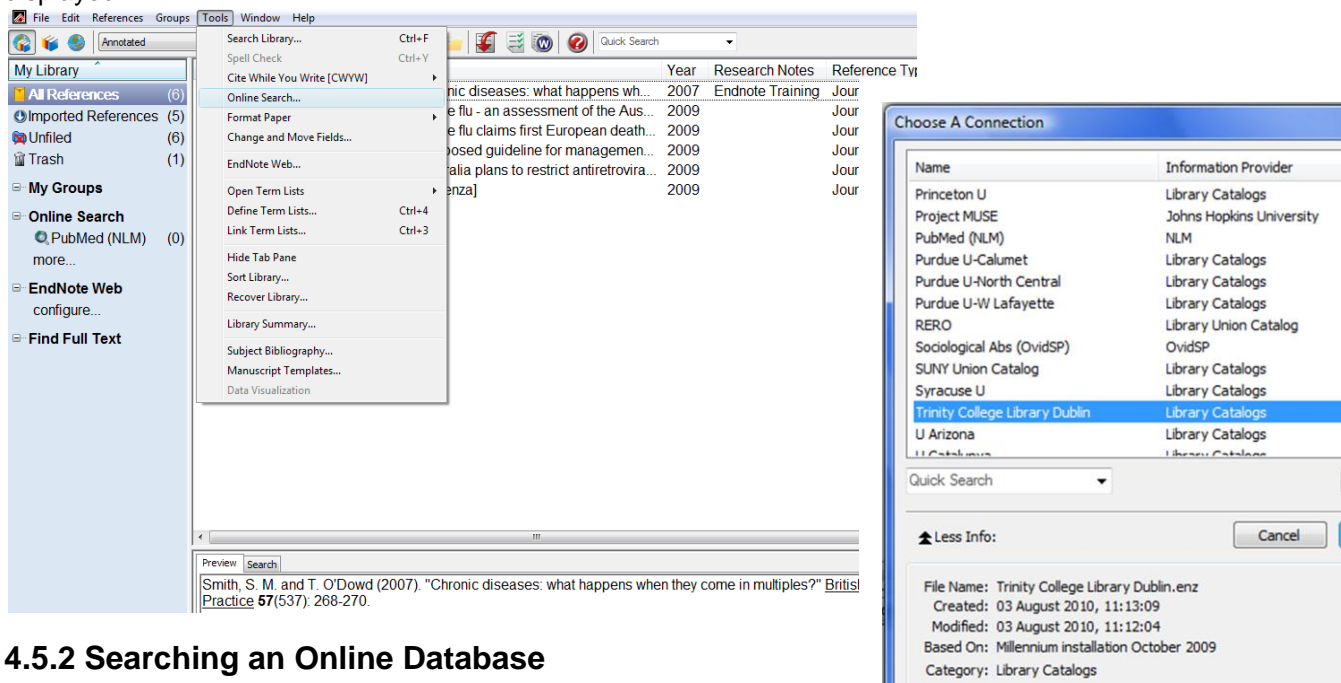 File Edit References Groups Tools Window Help
Annotated
Quick Search
My Library
All References (6)
Imported References (5)
Unfiled (6)
Trash (1)
My Groups
Online Search
PubMed (NLM) (0)
more...
EndNote Web
configure...
Find Full Text
Search Library... Ctrl+F
Spell Check Ctrl+Y
Cite While You Write [CWYW]
Online Search...
Format Paper
Change and Move Fields...
EndNote Web...
Open Term Lists
Define Term Lists... Ctrl+4
Link Term Lists... Ctrl+3
Hide Tab Pane
Sort Library...
Recover Library...
Library Summary...
Subject Bibliography...
Manuscript Templates...
Data Visualization
Year Research Notes Reference Typ
nic diseases: what happens wh... 2007 Endnote Training Jour
e flu - an assessment of the Aus... 2009 Jour
e flu claims first European death... 2009 Jour
osed guideline for managemen... 2009 Jour
alia plans to restrict antiretrovira... 2009 Jour
enza] 2009 Jour
Preview Search
Smith, S. M. and T. O'Dowd (2007). "Chronic diseases: what happens when they come in multiples?" Britisl
Practice 57(537): 268-270.
Choose A Connection
Name Information Provider
Princeton U Library Catalogs
Project MUSE Johns Hopkins University
PubMed (NLM) NLM
Purdue U-Calumet Library Catalogs
Purdue U-North Central Library Catalogs
Purdue U-W Lafayette Library Catalogs
RERO Library Union Catalog
Sociological Abs (OvidSP) OvidSP
SUNY Union Catalog Library Catalogs
Syracuse U Library Catalogs
Trinity College Library Dublin Library Catalogs
U Arizona Library Catalogs
U Catalunya Library Catalogs
Quick Search
Less Info:
Cancel
File Name: Trinity College Library Dublin.enz
Created: 03 August 2010, 11:13:09
Modified: 03 August 2010, 11:12:04
Based On: Millennium installation October 2009
Category: Library Catalogs
4.5.2 Searching an Online Database